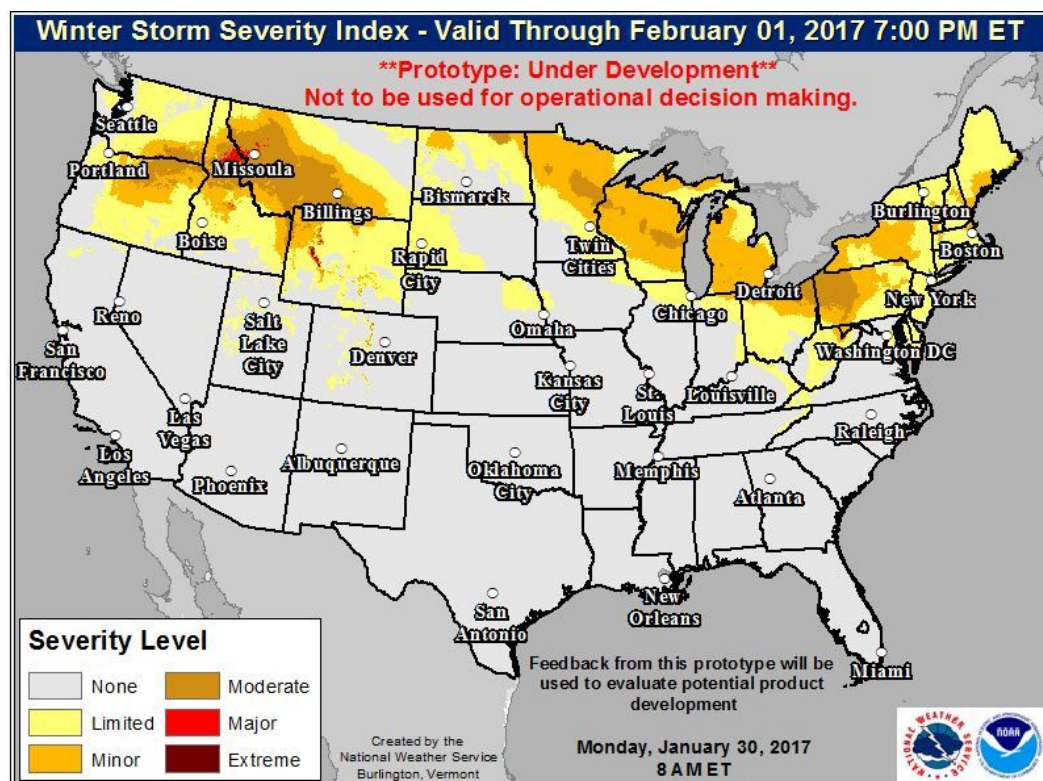 Winter Storm Severity Index - Valid Through February 01, 2017 7:00 PM ET
**Prototype: Under Development**
Not to be used for operational decision making.
Seattle
Portland
Missoula
Billings
Bismarck
Boise
Rapid
City
Twin
Cities
Burlington
Boston
Detroit
New York
Chicago
Reno
Salt
Lake
City
Omaha
Washington DC
San
Francisco
Denver
Kansas
City
St.
Louis
Louisville
Las
Vegas
Raleigh
Los
Angeles
Albuquerque
Oklahoma
City
Memphis
Phoenix
Atlanta
San
Antonio
New
Orleans
Miami
Severity Level
None
Moderate
Limited
Major
Minor
Extreme
Feedback from this prototype will be
used to evaluate potential product
development
Created by the
National Weather Service
Burlington, Vermont
Monday, January 30, 2017
8 AM ET
NATIONAL WEATHER SERVICE
NOAA